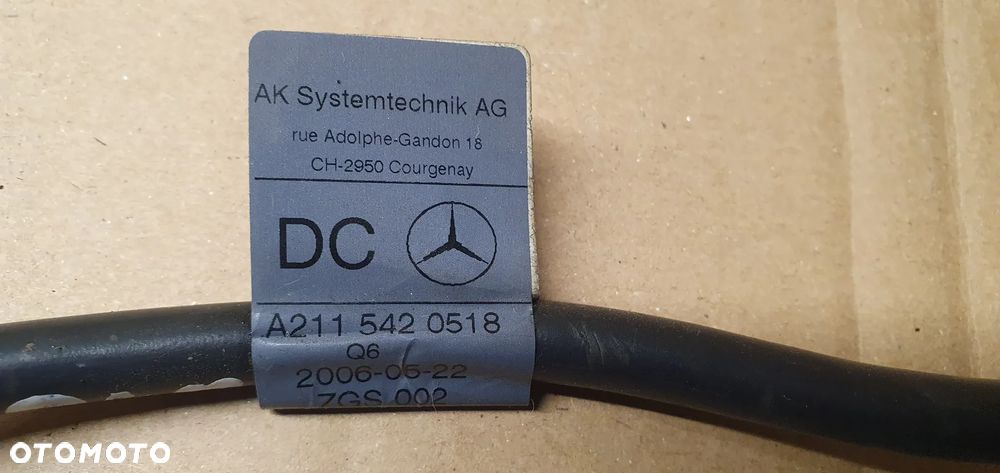 AK Systemtechnik AG
rue Adolphe-Gandon 18
CH-2950 Courgenay
DC
A211 542 0518
Q6
2006-05-22
ZGS 002
OTOMOTO